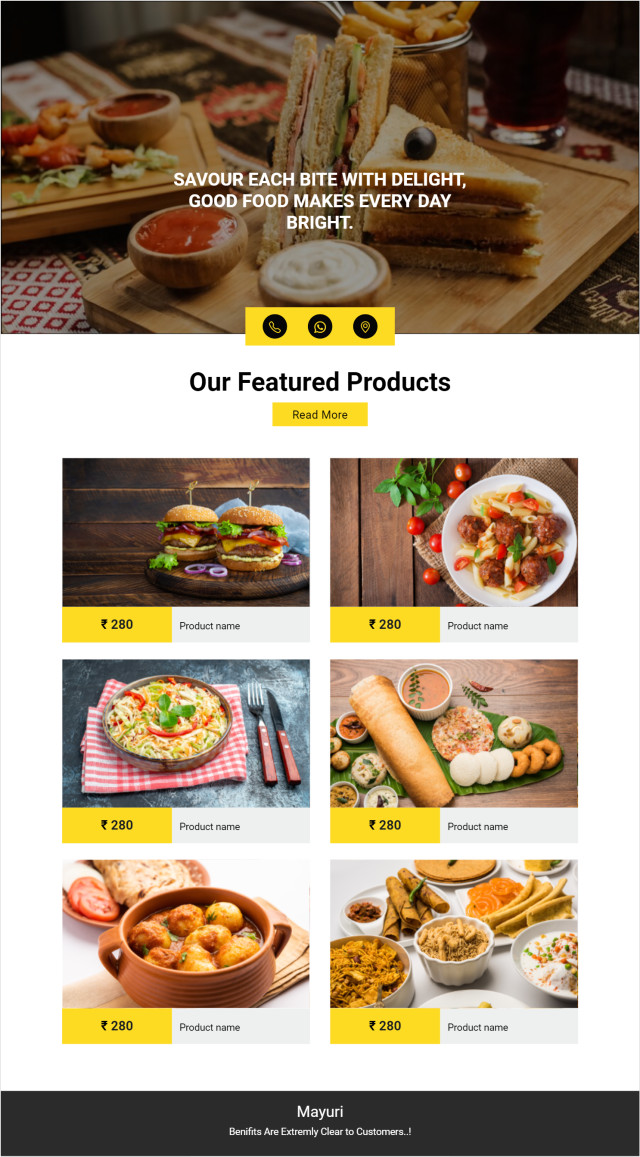 SAVOUR EACH BITE WITH DELIGHT,
GOOD FOOD MAKES EVERY DAY
BRIGHT.
Our Featured Products
Read More
₹ 280 Product name
₹ 280 Product name
₹ 280 Product name
₹ 280 Product name
₹ 280 Product name
₹ 280 Product name
Mayuri
Benifits Are Extremly Clear to Customers..!